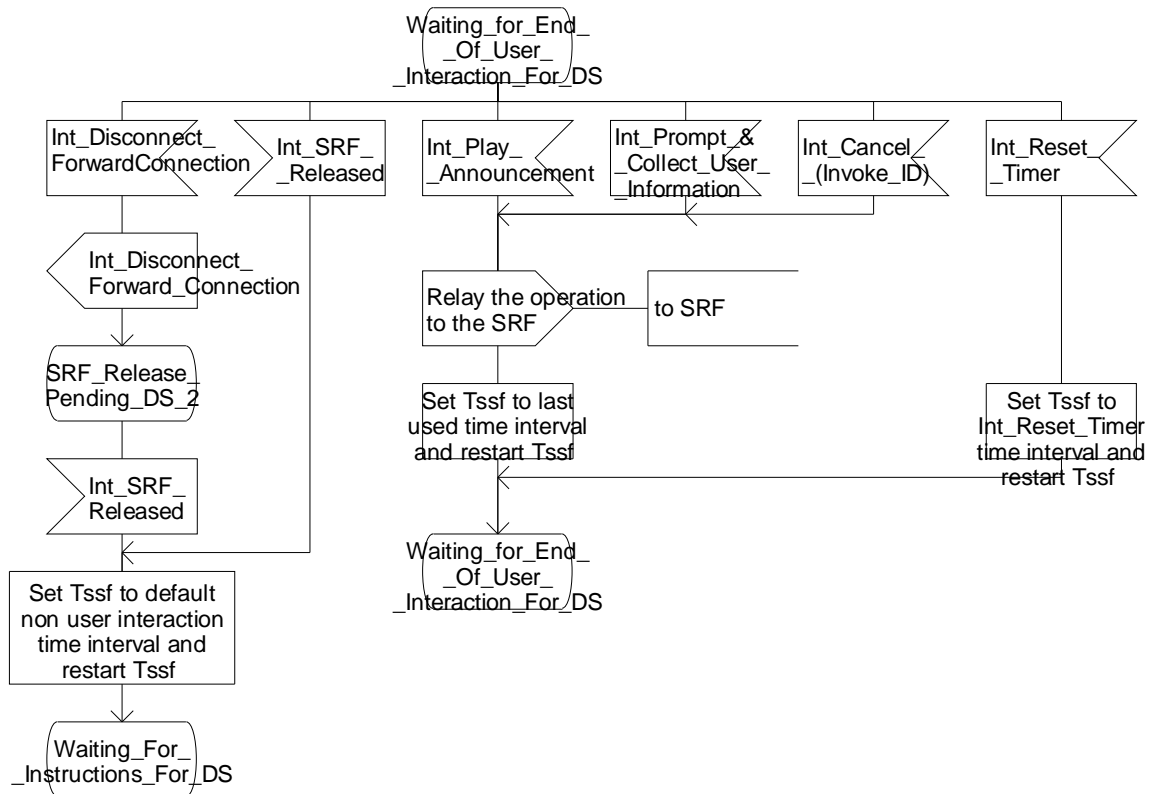 Waiting_for_End_
_Of_User_
_Interaction_For_DS
Int_Disconnect_
ForwardConnection
Int_SRF_
_Released
Int_Play_
_Announcement
Int_Prompt_&
_Collect_User_
_Information
Int_Cancel_
_(Invoke_ID)
Int_Reset_
_Timer
Int_Disconnect_
Forward_Connection
Relay the operation
to the SRF
to SRF
SRF_Release_
Pending_DS_2
Set Tssf to last
used time interval
and restart Tssf
Set Tssf to
Int_Reset_Timer
time interval and
restart Tssf
Int_SRF_
Released
Waiting_for_End_
_Of_User_
_Interaction_For_DS
Set Tssf to default
non user interaction
time interval and
restart Tssf
Waiting_For_
_Instructions_For_DS